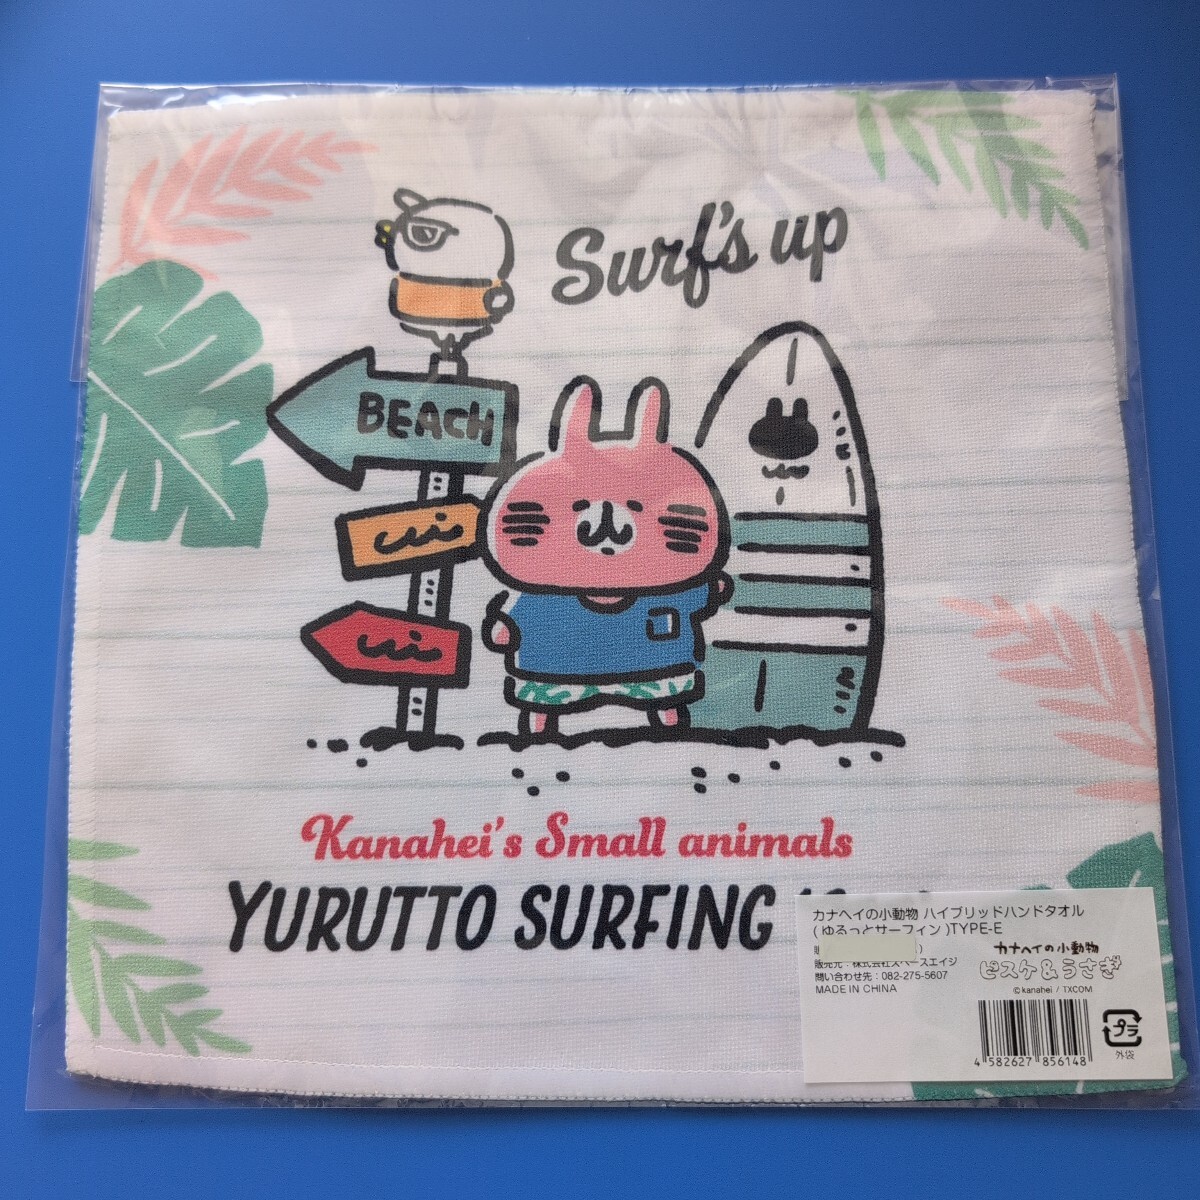 Surf's up
BEACH
Kanahei's Small animals
YURUTTO SURFING
カナヘイの小動物 ハイブリッドハンドタオル
(ゆるっとサーフィン)TYPE-E
販売元:株式会社スペースエイジ
問い合わせ先:082-275-5607
MADE IN CHINA
カナヘイの小動物
ピスケ&うさぎ
©kanahei / TXCOM
4 582627 856148
プラ
外袋